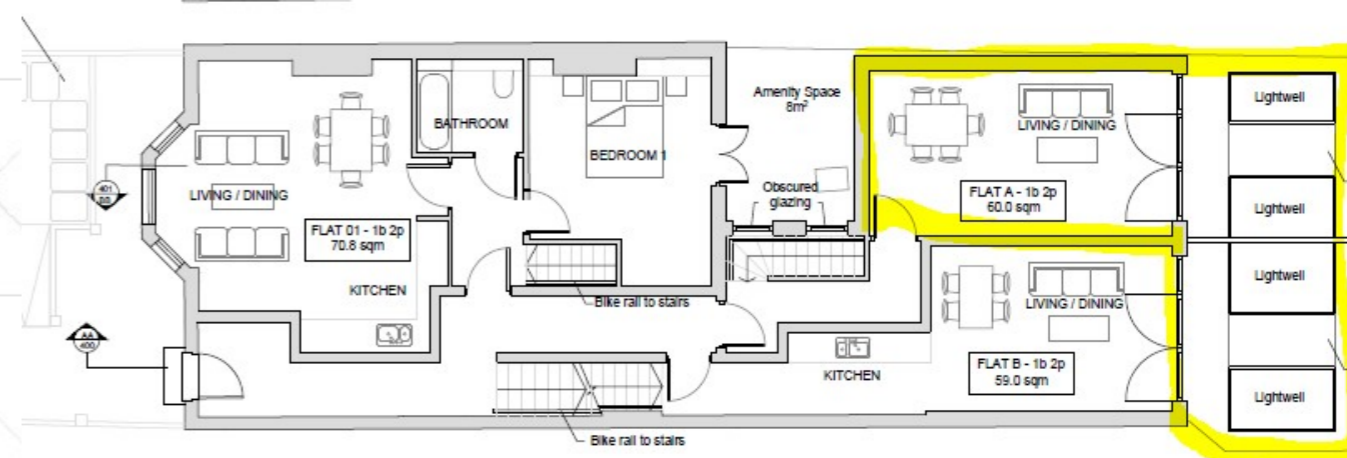 Amenity Space
8m²
BATHROOM
LIVING / DINING
BEDROOM 1
LIVING / DINING
Obscured
glazing
FLAT 01 - 1b 2p
70.8 sqm
FLAT A - 1b 2p
60.0 sqm
KITCHEN
Bike rail to stairs
LIVING / DINING
KITCHEN
FLAT B - 1b 2p
59.0 sqm
Bike rail to stairs
Lightwell
Lightwell
Lightwell
Lightwell
AA
400